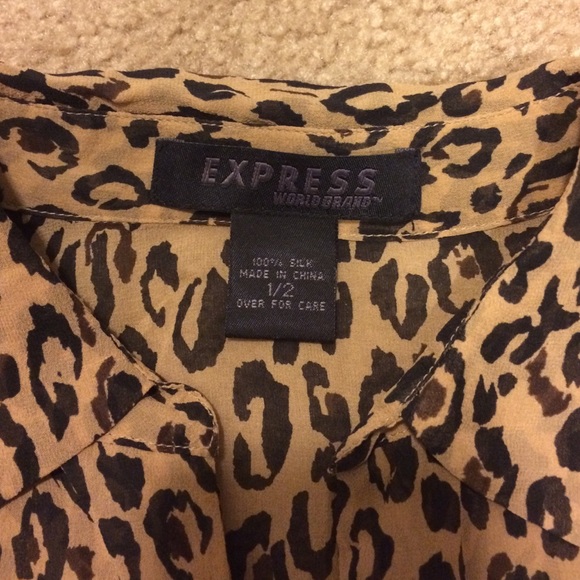 EXPRESS
WORLD BRAND™
100% SILK
MADE IN CHINA
1/2
OVER FOR CARE